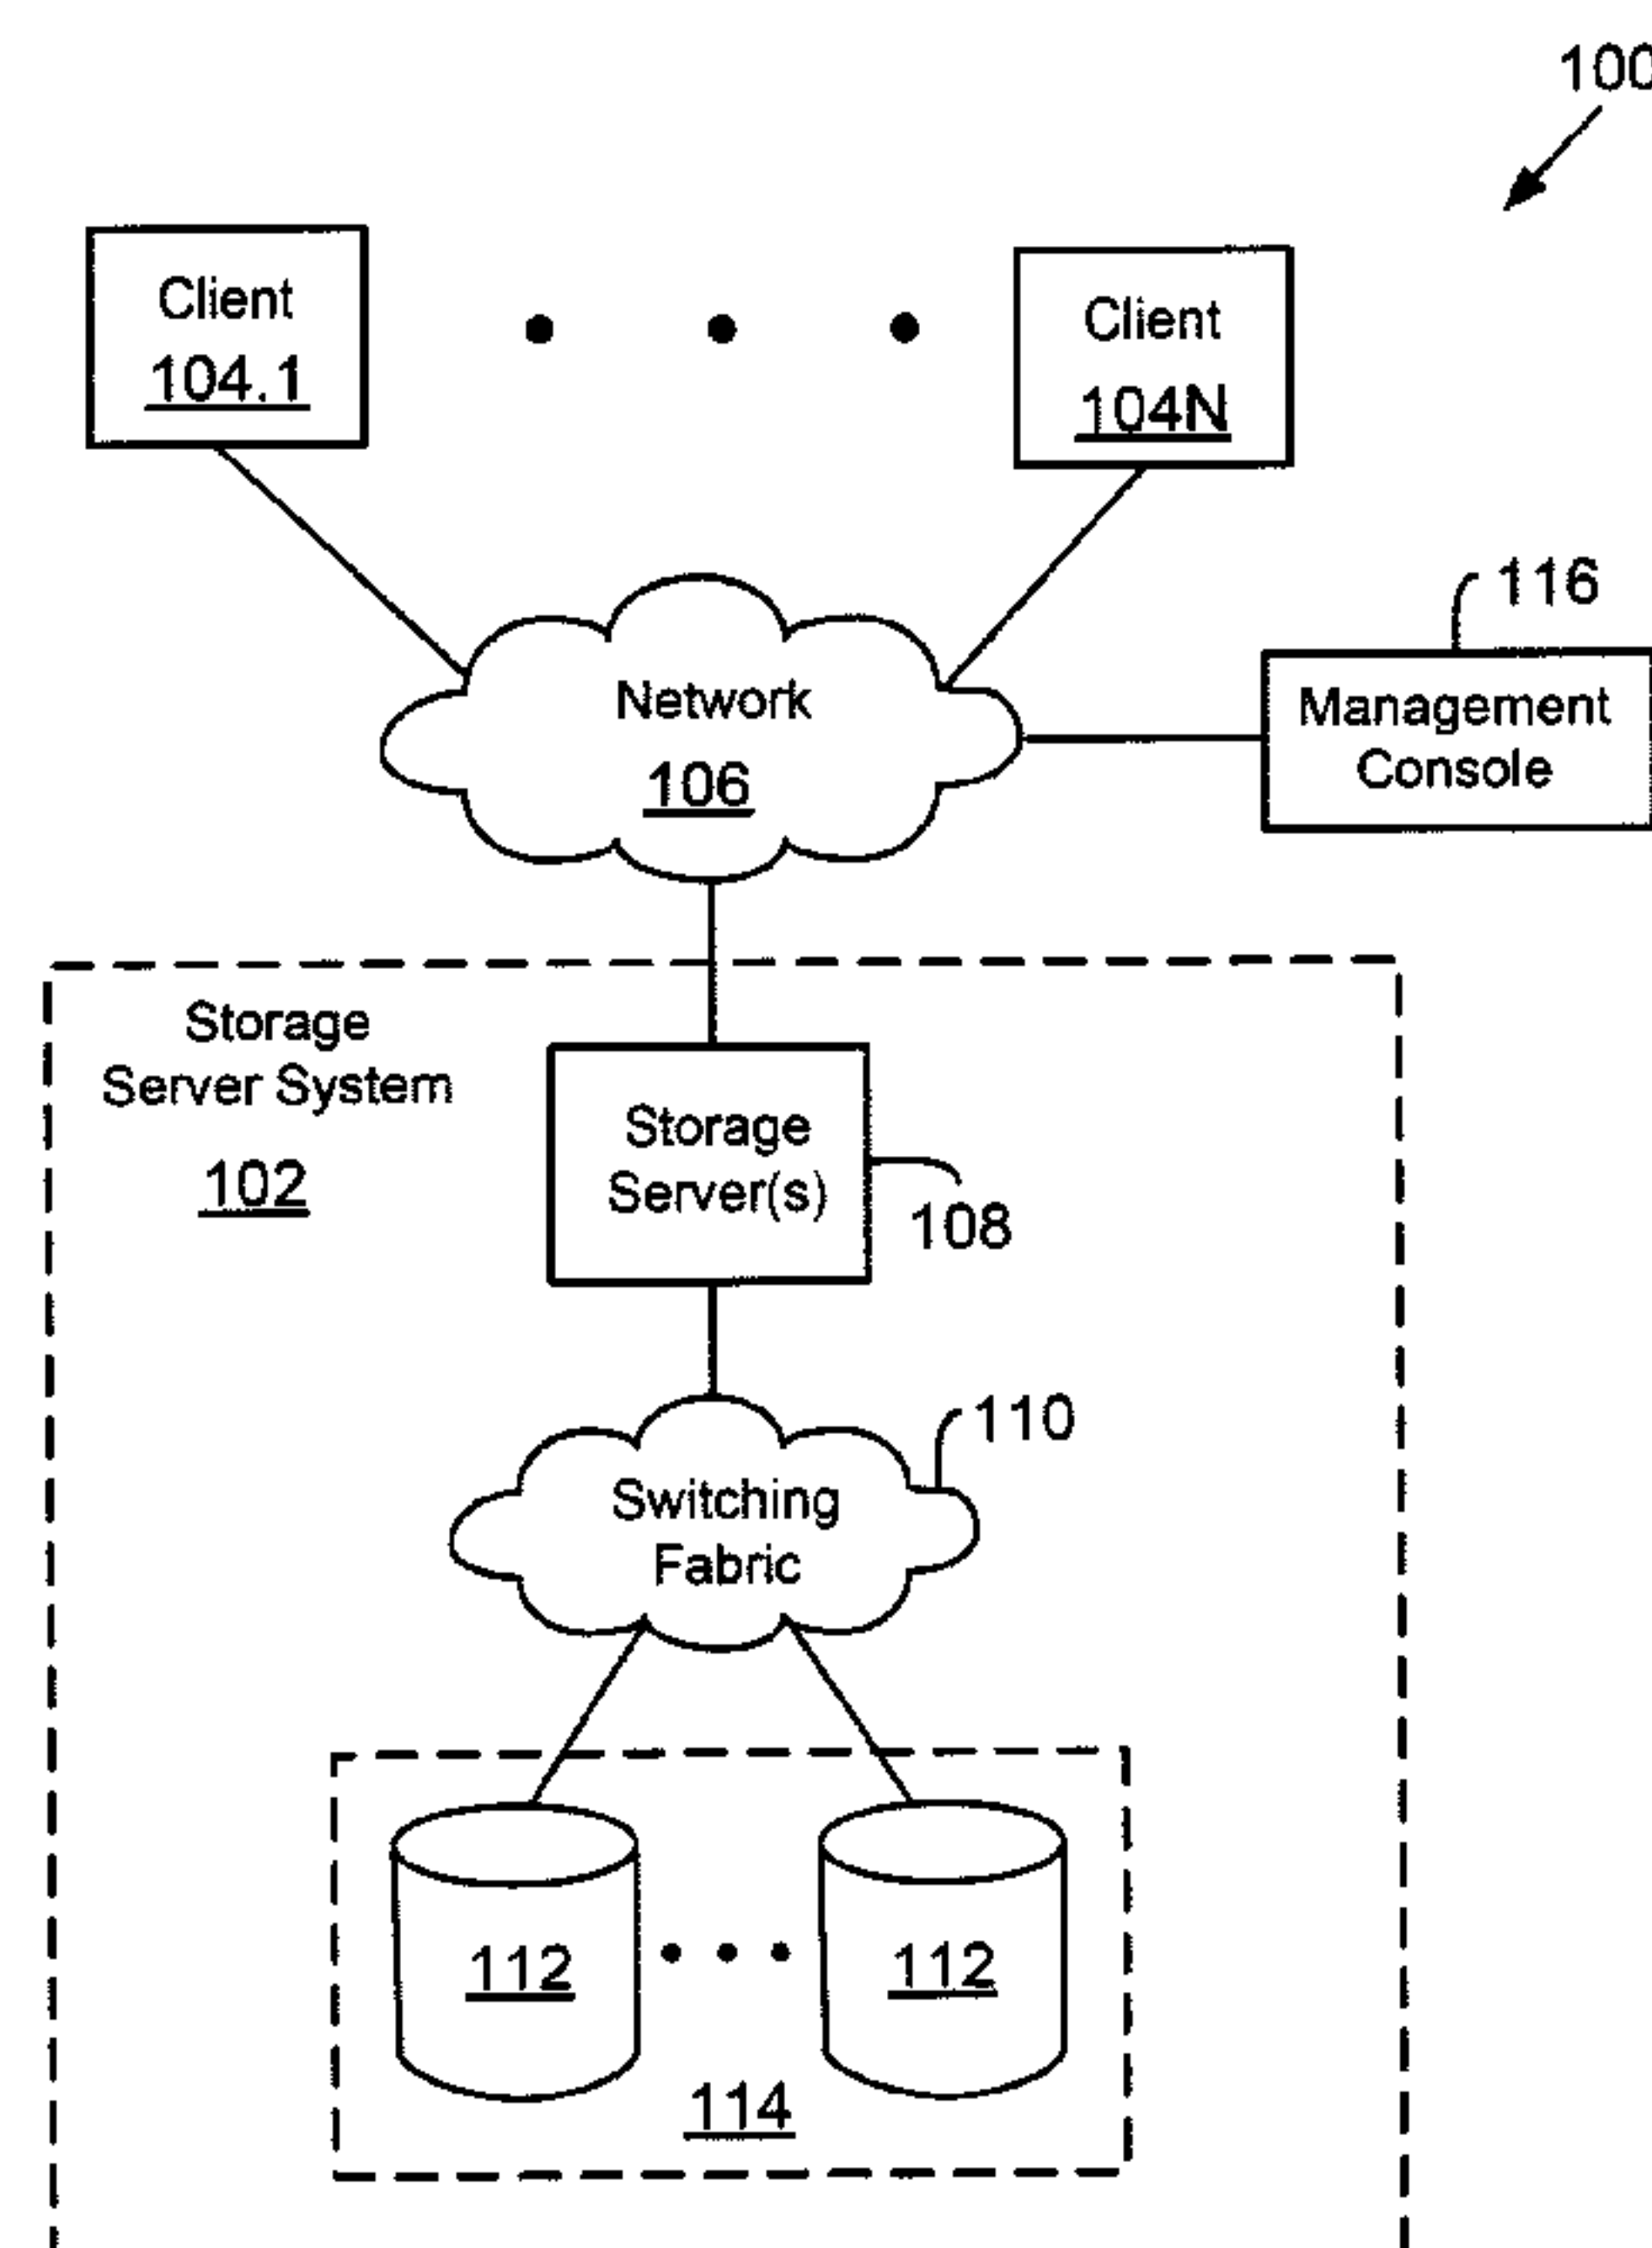 100
Client
104.1
Client
104N
116
Network
106
Management
Console
Storage
Server System
102
Storage
Server(s)
108
110
Switching
Fabric
112
112
114